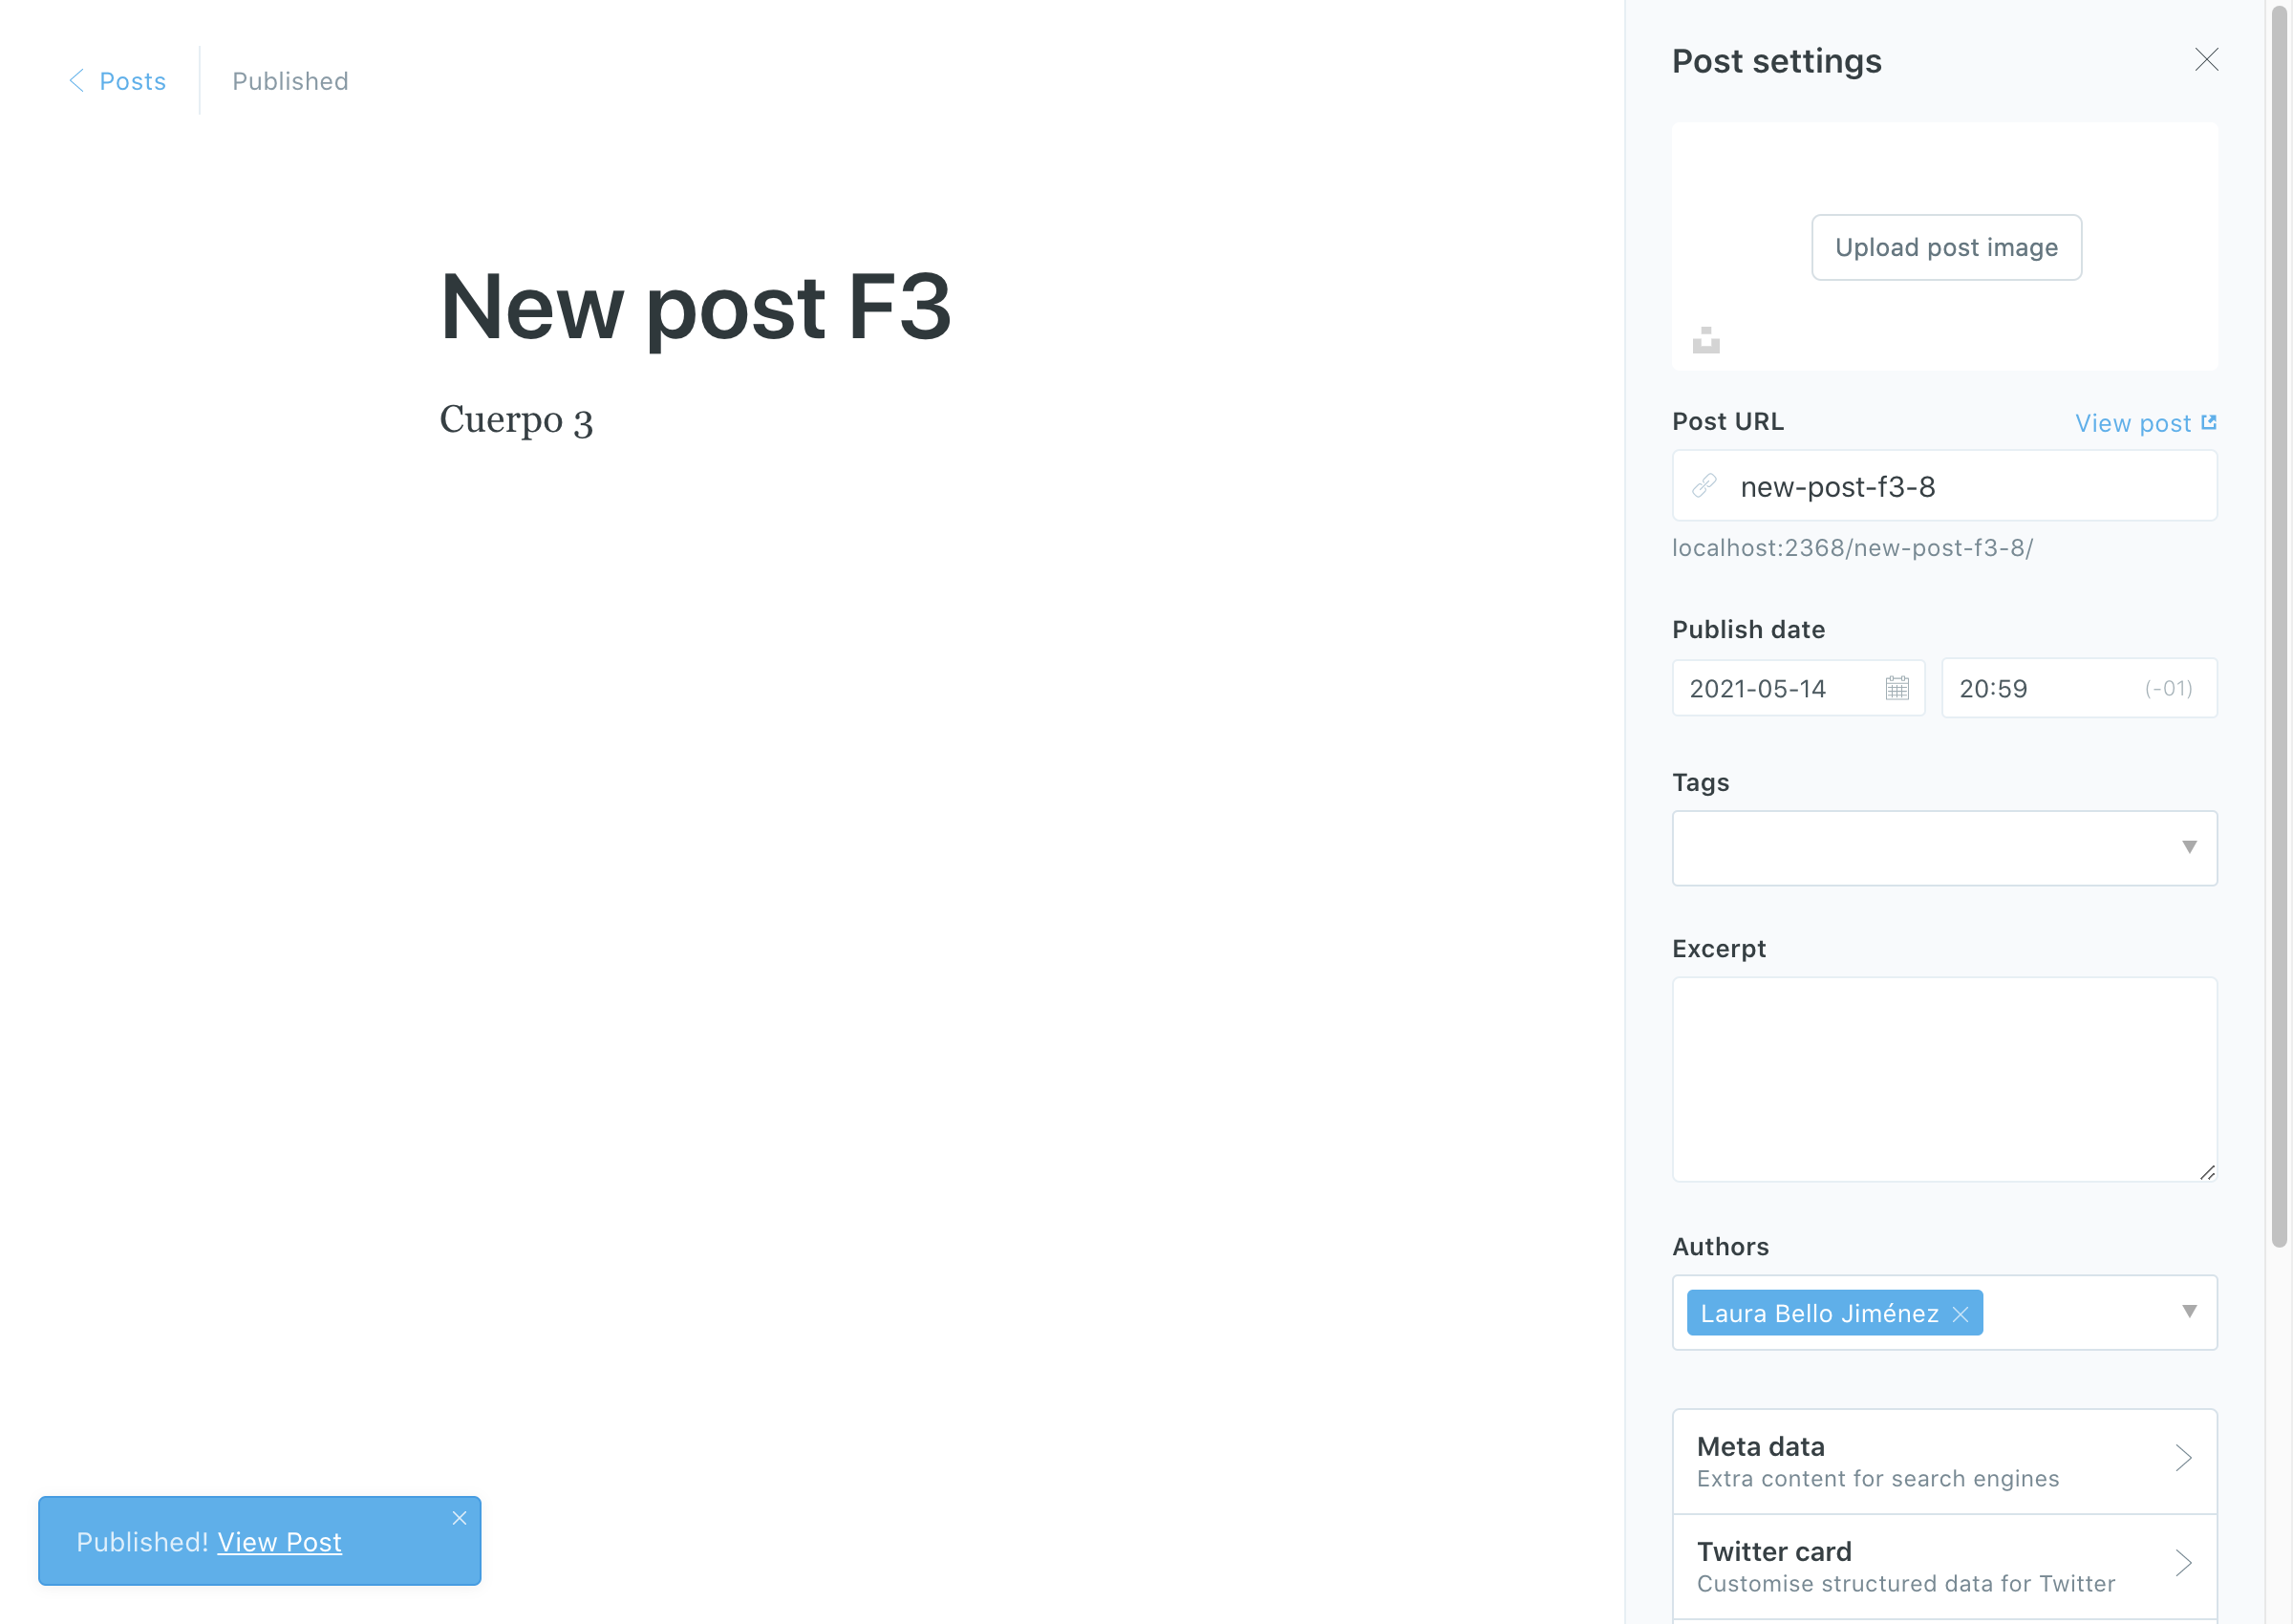 Posts
Published
New post F3
Cuerpo 3
Published! View Post
Post settings
Upload post image
Post URL
View post
new-post-f3-8
localhost:2368/new-post-f3-8/
Publish date
2021-05-14
20:59
(-01)
Tags
Excerpt
Authors
Laura Bello Jiménez
Meta data
Extra content for search engines
Twitter card
Customise structured data for Twitter